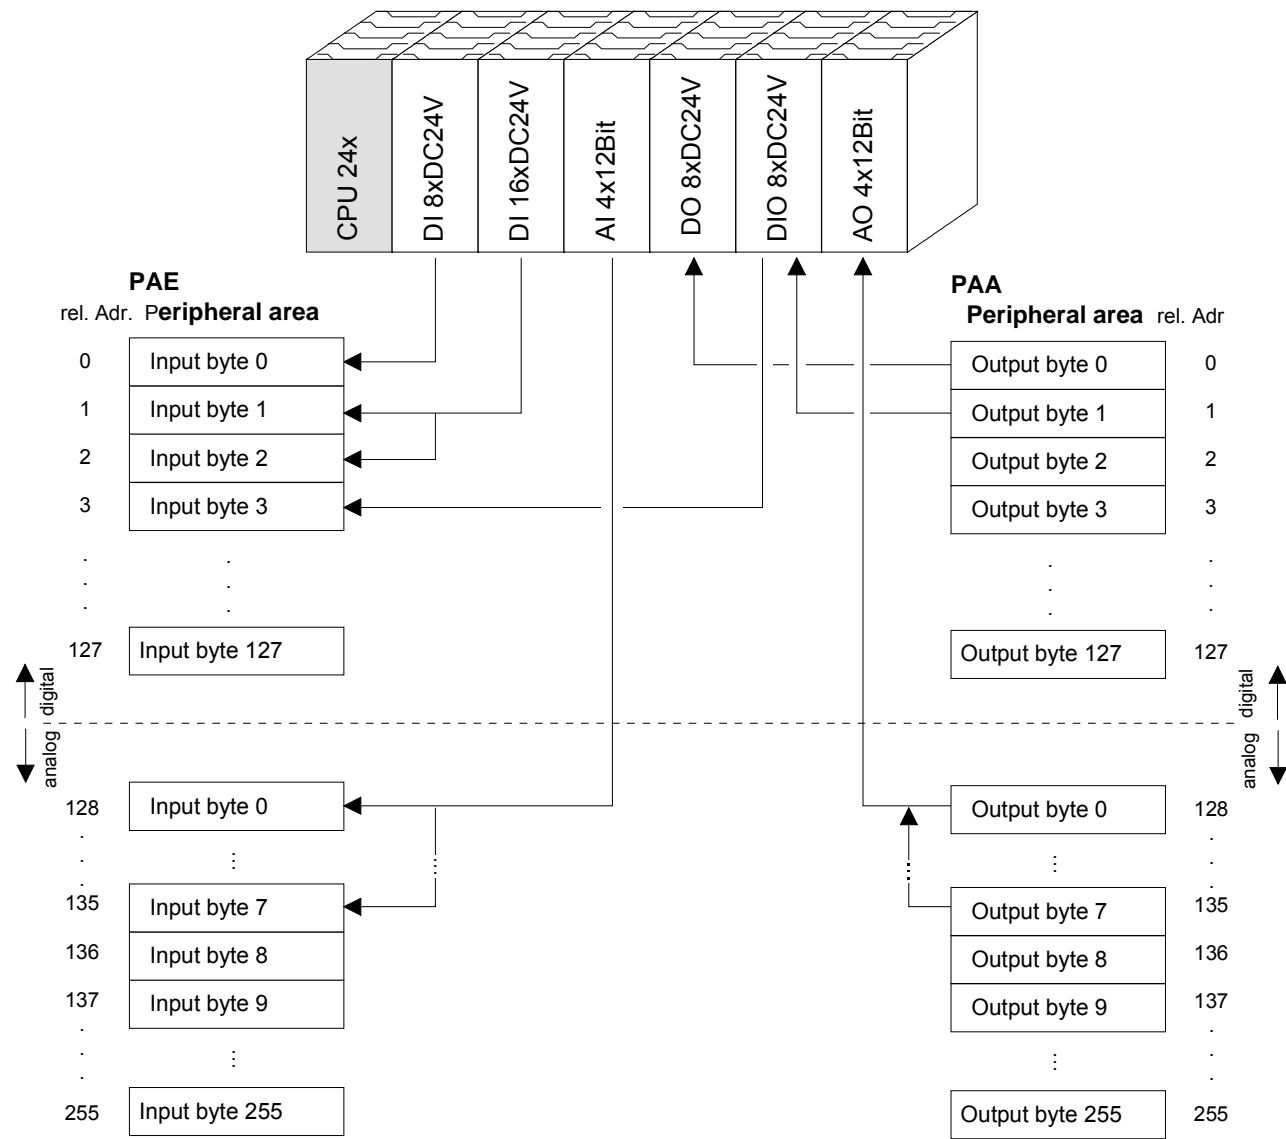 CPU 24x
DI 8xDC24V
DI 16xDC24V
AI 4x12Bit
DO 8xDC24V
DIO 8xDC24V
AO 4x12Bit
PAE
rel. Adr. Peripheral area
0 Input byte 0
1 Input byte 1
2 Input byte 2
3 Input byte 3
127 Input byte 127
digital
analog
128 Input byte 0
135 Input byte 7
136 Input byte 8
137 Input byte 9
255 Input byte 255
PAA
Peripheral area rel. Adr
Output byte 0 0
Output byte 1 1
Output byte 2 2
Output byte 3 3
Output byte 127 127
digital
analog
Output byte 0 128
Output byte 7 135
Output byte 8 136
Output byte 9 137
Output byte 255 255